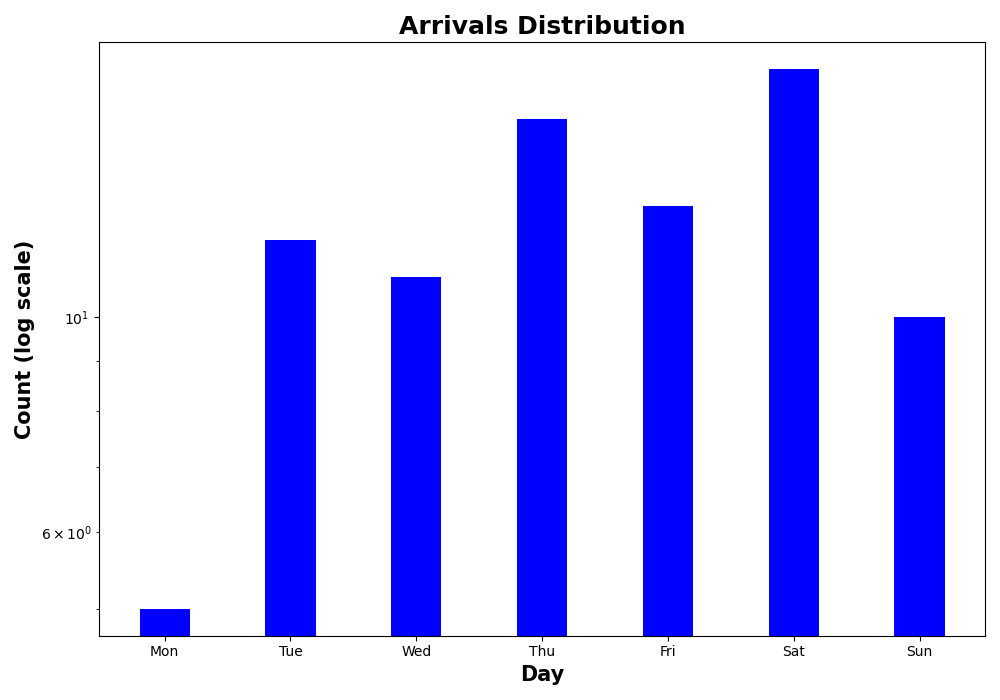 Arrivals Distribution
Count (log scale)
10¹
6 × 10⁰
Mon Tue Wed Thu Fri Sat Sun
Day